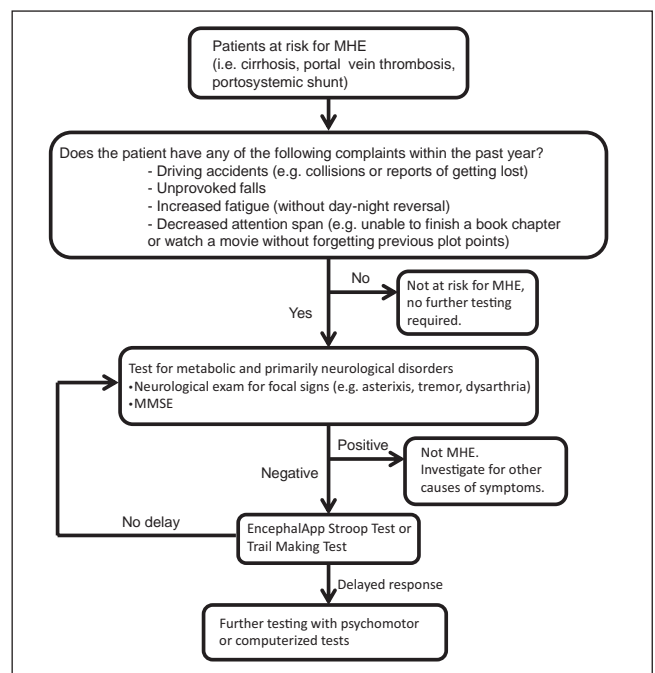 Patients at risk for MHE
(i.e. cirrhosis, portal vein thrombosis,
portosystemic shunt)
Does the patient have any of the following complaints within the past year?
- Driving accidents (e.g. collisions or reports of getting lost)
- Unprovoked falls
- Increased fatigue (without day-night reversal)
- Decreased attention span (e.g. unable to finish a book chapter
or watch a movie without forgetting previous plot points)
No
Not at risk for MHE,
no further testing
required.
Yes
Test for metabolic and primarily neurological disorders
•Neurological exam for focal signs (e.g. asterixis, tremor, dysarthria)
•MMSE
Positive
Not MHE.
Investigate for other
causes of symptoms.
Negative
No delay
EncephalApp Stroop Test or
Trail Making Test
Delayed response
Further testing with psychomotor
or computerized tests